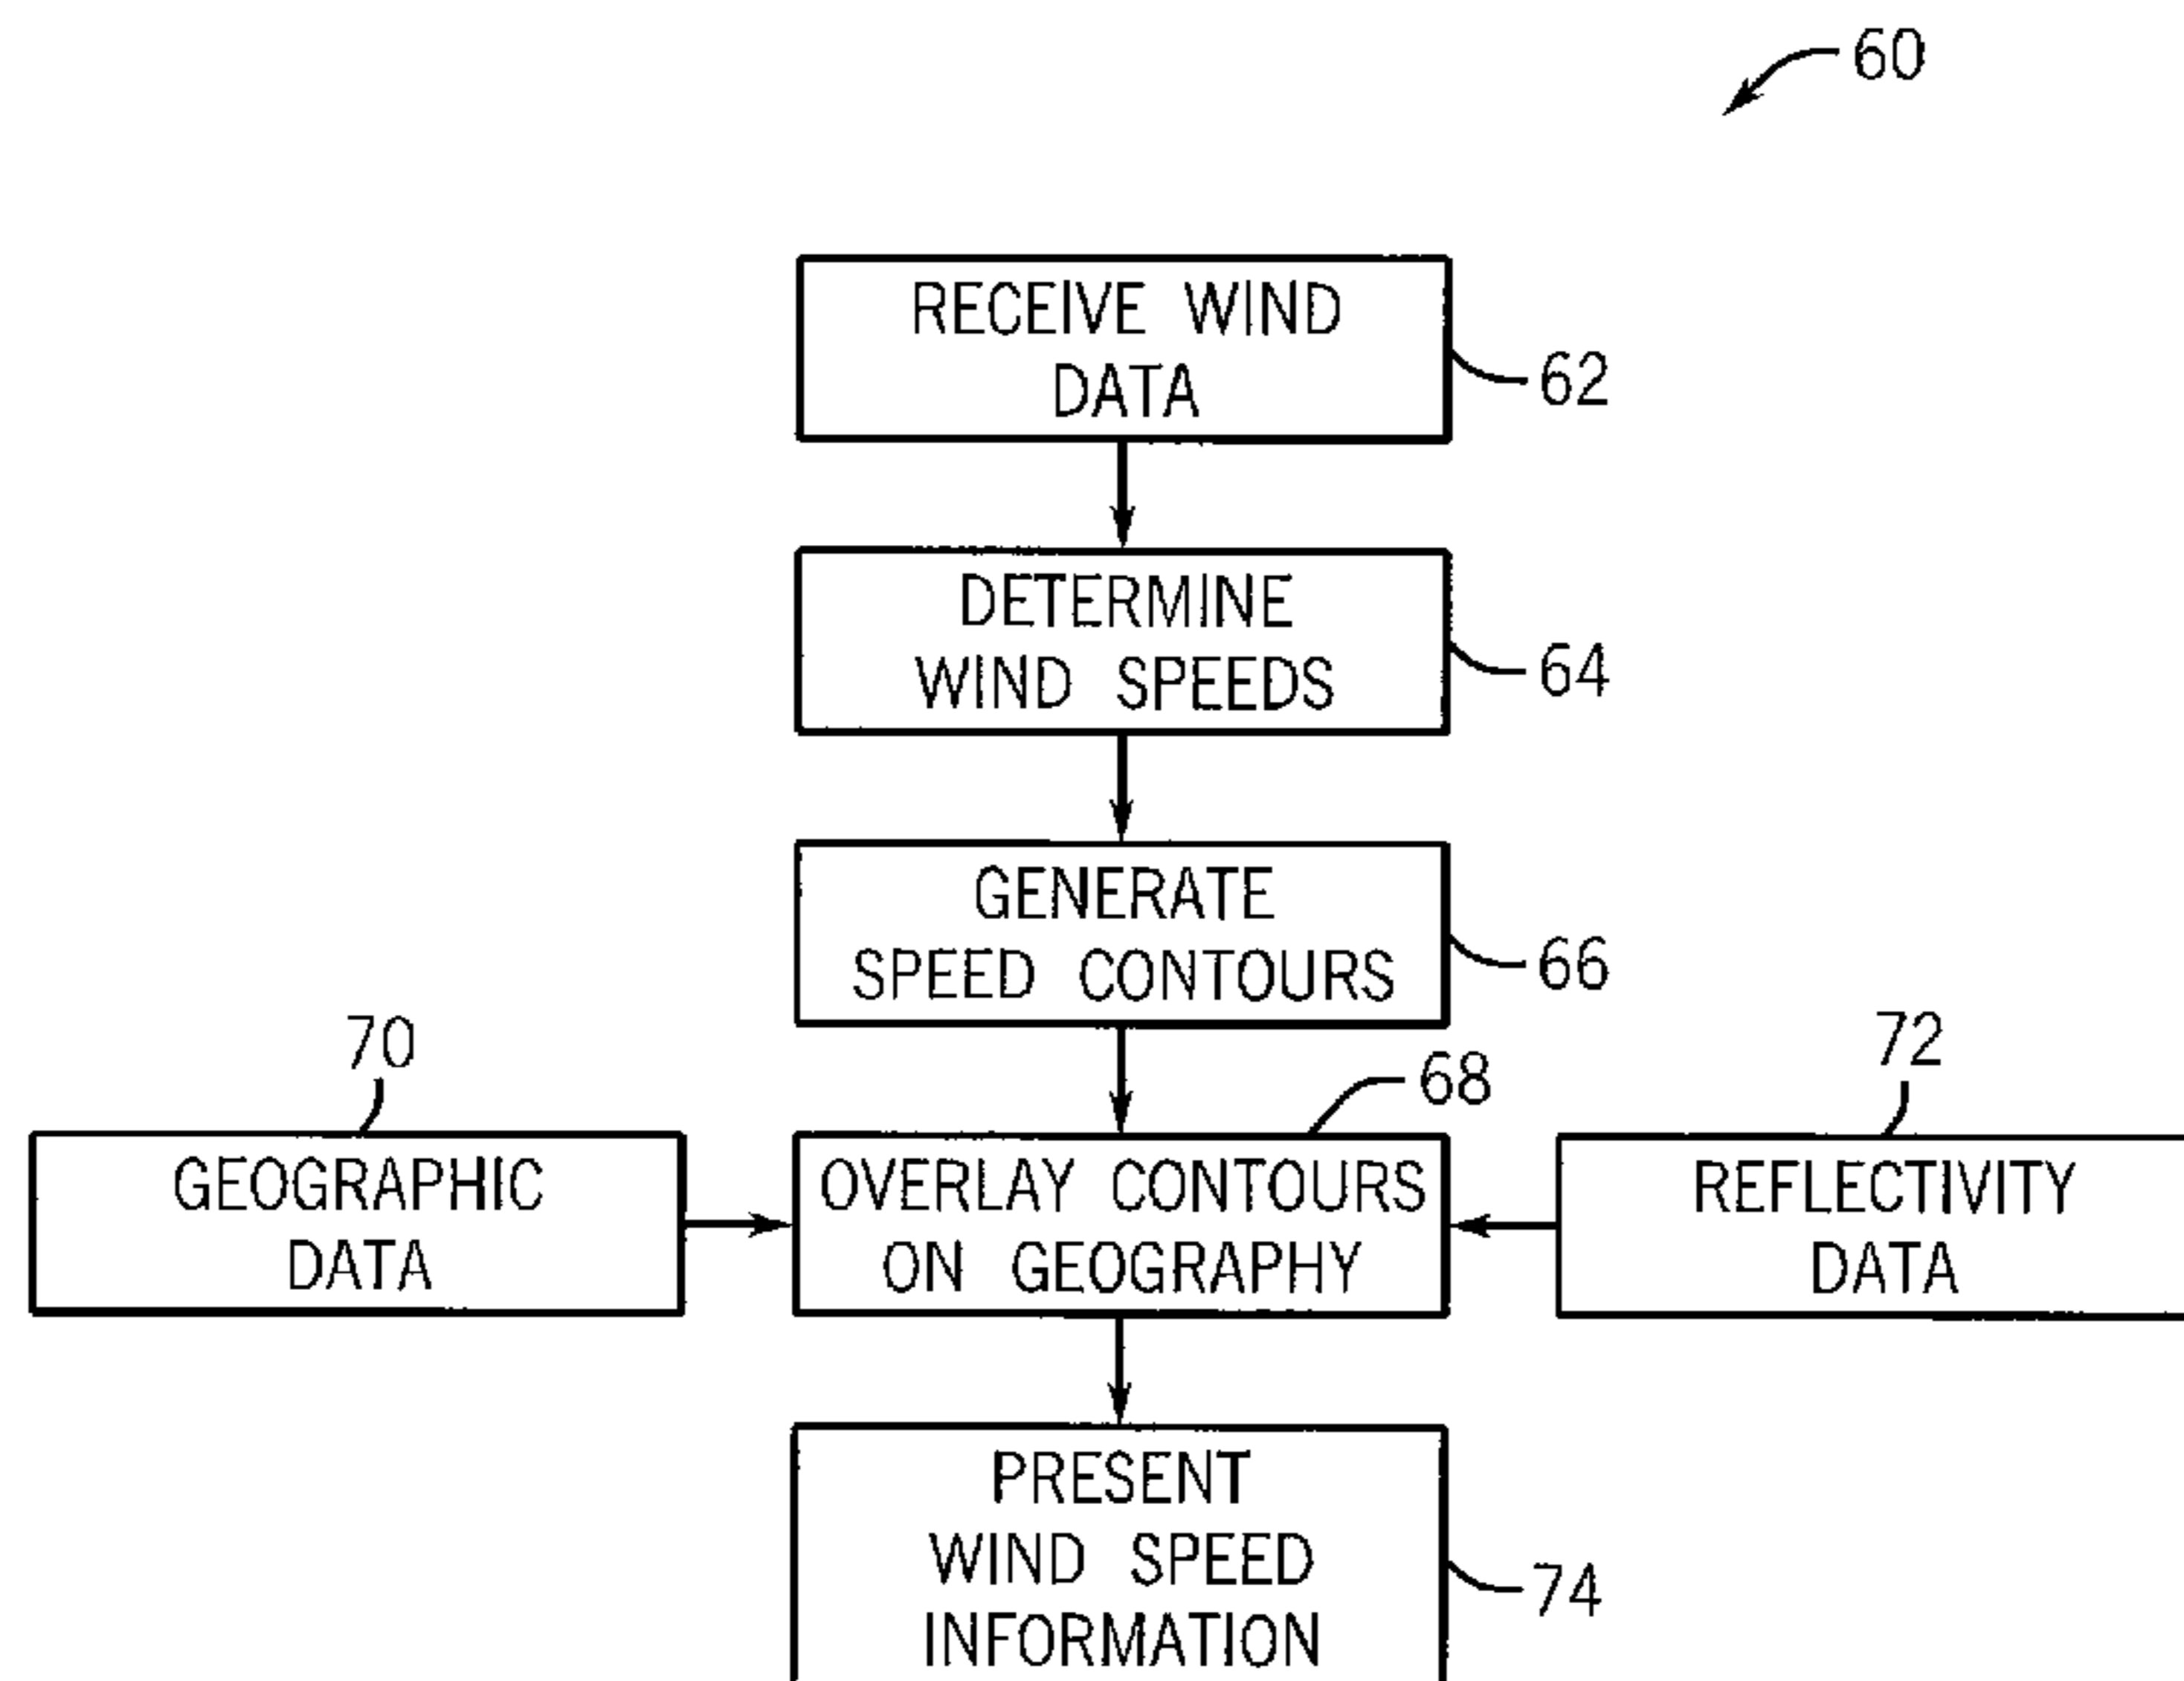 60
RECEIVE WIND
DATA
62
DETERMINE
WIND SPEEDS
64
GENERATE
SPEED CONTOURS
66
70
68
72
GEOGRAPHIC
DATA
OVERLAY CONTOURS
ON GEOGRAPHY
REFLECTIVITY
DATA
PRESENT
WIND SPEED
INFORMATION
74